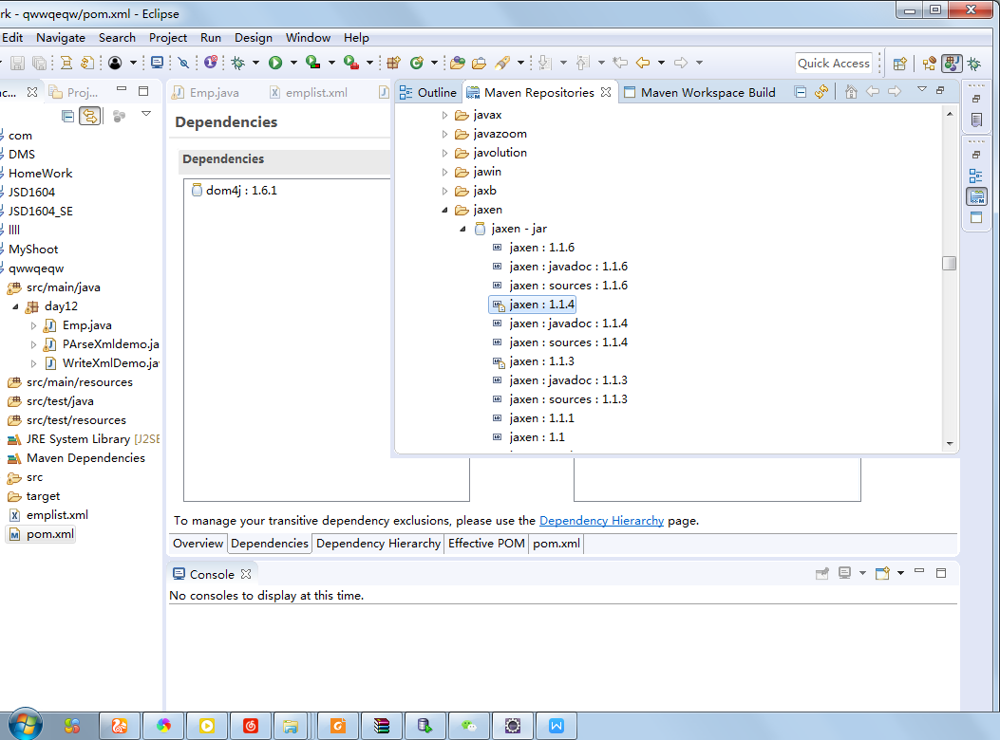 rk - qwwqeqw/pom.xml - Eclipse
Edit Navigate Search Project Run Design Window Help
Quick Access
Proj...
Emp.java
emplist.xml
Outline
Maven Repositories
Maven Workspace Build
com
DMS
HomeWork
JSD1604
JSD1604_SE
llll
MyShoot
qwwqeqw
src/main/java
day12
Emp.java
PArseXmldemo.ja
WriteXmlDemo.ja
src/main/resources
src/test/java
src/test/resources
JRE System Library [J2SE
Maven Dependencies
src
target
emplist.xml
pom.xml
Dependencies
Dependencies
dom4j : 1.6.1
javax
javazoom
javolution
jawin
jaxb
jaxen
jaxen - jar
jaxen : 1.1.6
jaxen : javadoc : 1.1.6
jaxen : sources : 1.1.6
jaxen : 1.1.4
jaxen : javadoc : 1.1.4
jaxen : sources : 1.1.4
jaxen : 1.1.3
jaxen : javadoc : 1.1.3
jaxen : sources : 1.1.3
jaxen : 1.1.1
jaxen : 1.1
To manage your transitive dependency exclusions, please use the Dependency Hierarchy page.
Overview Dependencies Dependency Hierarchy Effective POM pom.xml
Console
No consoles to display at this time.